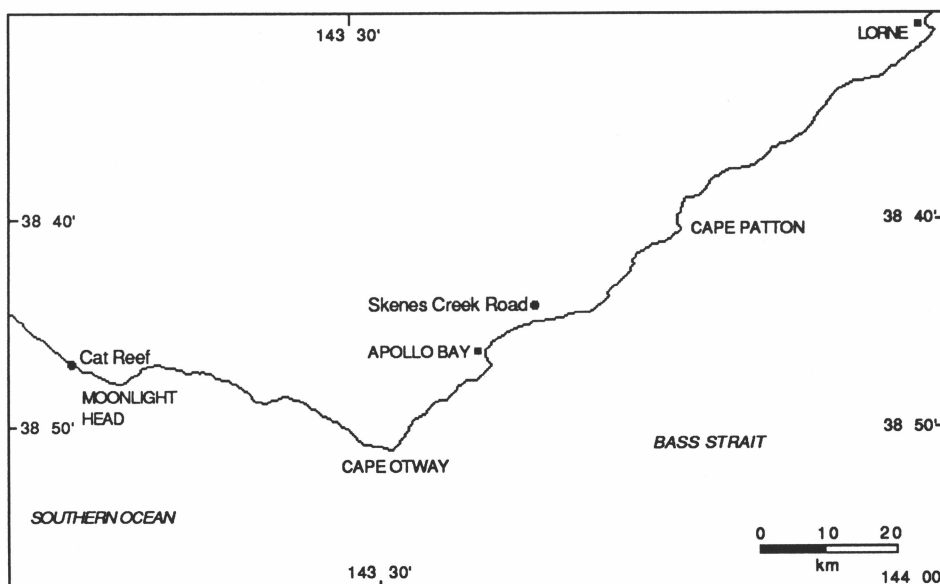 143 30'
LORNE
38 40'
38 40'
CAPE PATTON
Skenes Creek Road
APOLLO BAY
Cat Reef
MOONLIGHT
HEAD
38 50'
38 50'
BASS STRAIT
CAPE OTWAY
SOUTHERN OCEAN
0 10 20
km
143 30'
144 00